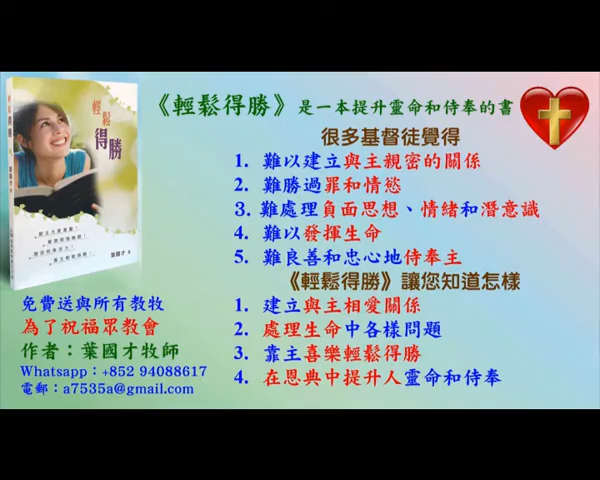 《輕鬆得勝》是一本提升靈命和侍奉的書
很多基督徒覺得
1. 難以建立與主親密的關係
2. 難勝過罪和情慾
3. 難處理負面思想、情緒和潛意識
4. 難以發揮生命
5. 難良善和忠心地侍奉主
《輕鬆得勝》讓您知道怎樣
1. 建立與主相愛關係
2. 處理生命中各樣問題
3. 靠主喜樂輕鬆得勝
4. 在恩典中提升人靈命和侍奉
輕鬆
得勝
葉國才 著
輕鬆得勝
免費送與所有教牧
為了祝福眾教會
作者：葉國才牧師
Whatsapp：+852 94088617
電郵：a7535a@gmail.com